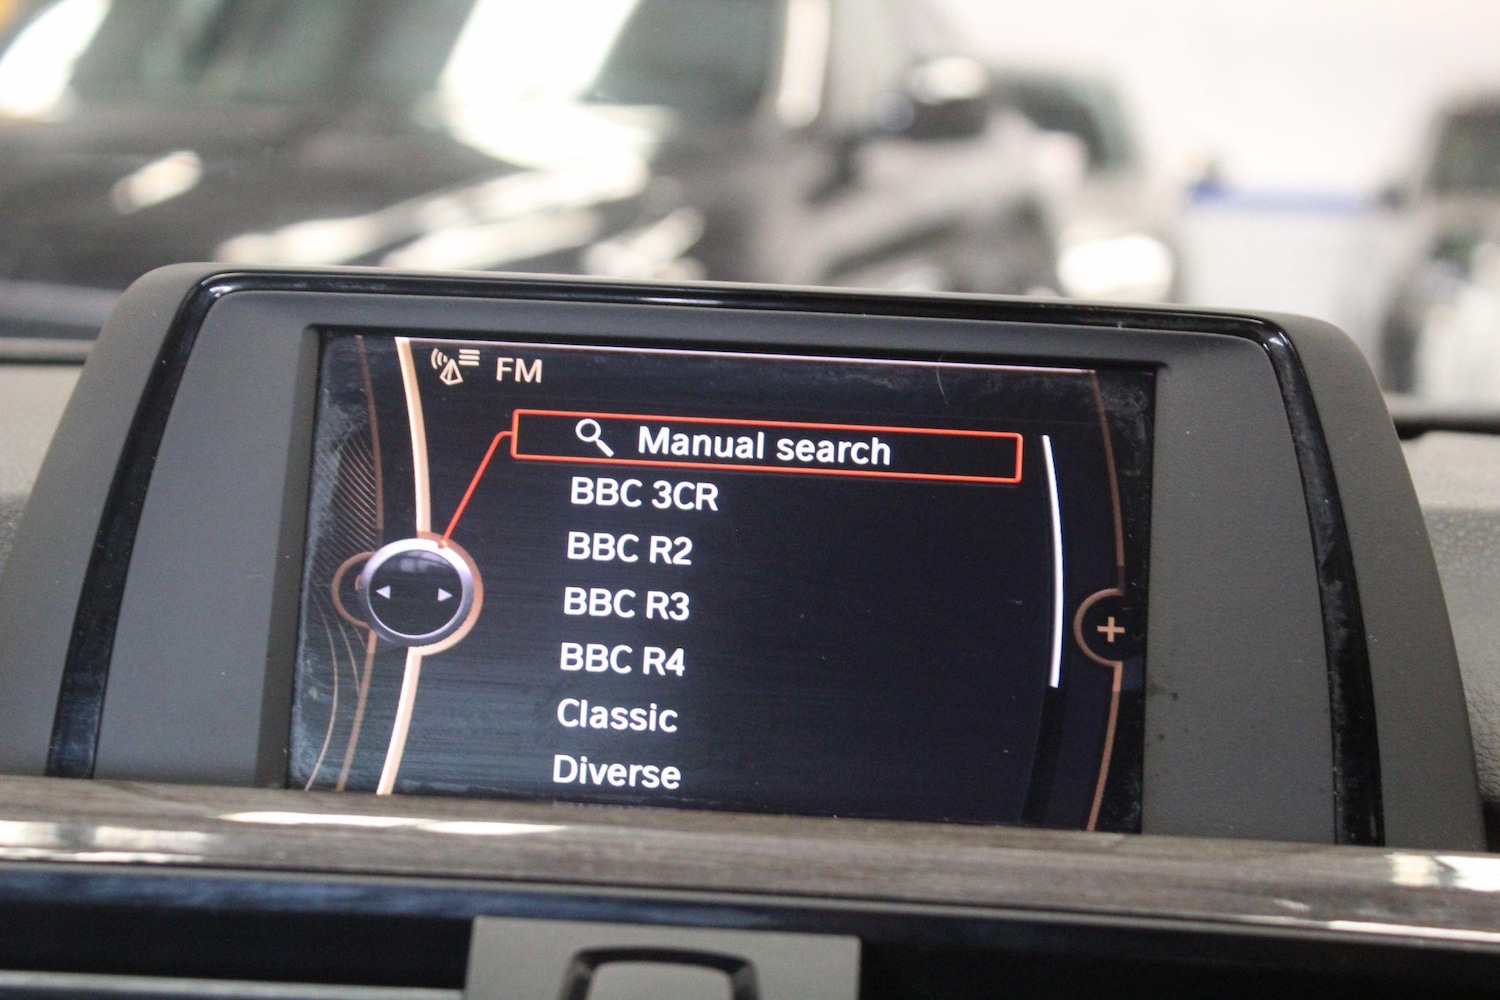 FM
Manual search
BBC 3CR
BBC R2
BBC R3
BBC R4
Classic
Diverse